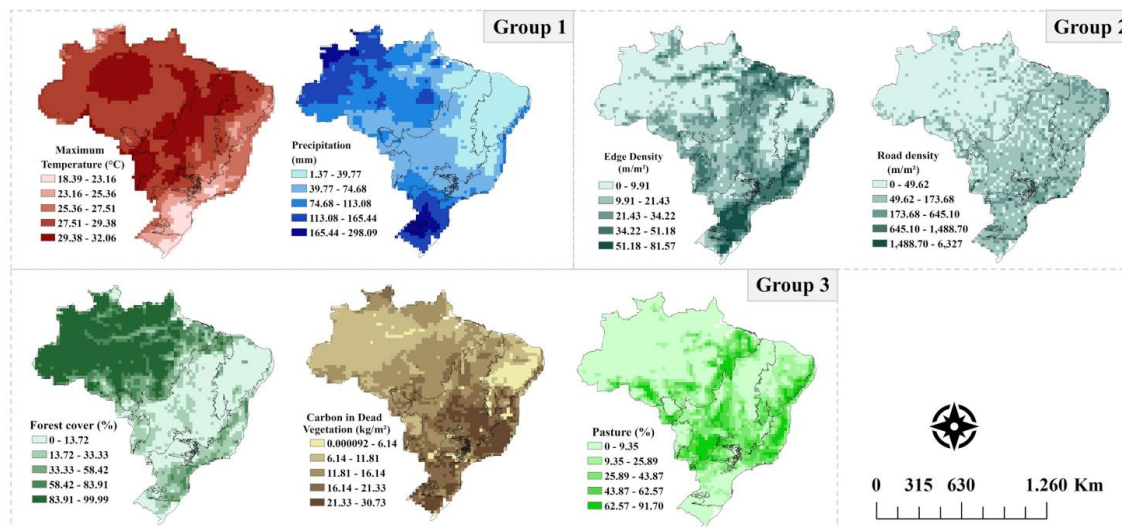 Group 1
Maximum
Temperature (°C)
18.39 - 23.16
23.16 - 25.36
25.36 - 27.51
27.51 - 29.38
29.38 - 32.06
Precipitation
(mm)
1.37 - 39.77
39.77 - 74.68
74.68 - 113.08
113.08 - 165.44
165.44 - 298.09
Group 2
Edge Density
(m/m²)
0 - 9.91
9.91 - 21.43
21.43 - 34.22
34.22 - 51.18
51.18 - 81.57
Road density
(m/m²)
0 - 49.62
49.62 - 173.68
173.68 - 645.10
645.10 - 1,488.70
1,488.70 - 6,327
Group 3
Forest cover (%)
0 - 13.72
13.72 - 33.33
33.33 - 58.42
58.42 - 83.91
83.91 - 99.99
Carbon in Dead
Vegetation (kg/m²)
0.000092 - 6.14
6.14 - 11.81
11.81 - 16.14
16.14 - 21.33
21.33 - 30.73
Pasture (%)
0 - 9.35
9.35 - 25.89
25.89 - 43.87
43.87 - 62.57
62.57 - 91.70
0 315 630 1.260 Km